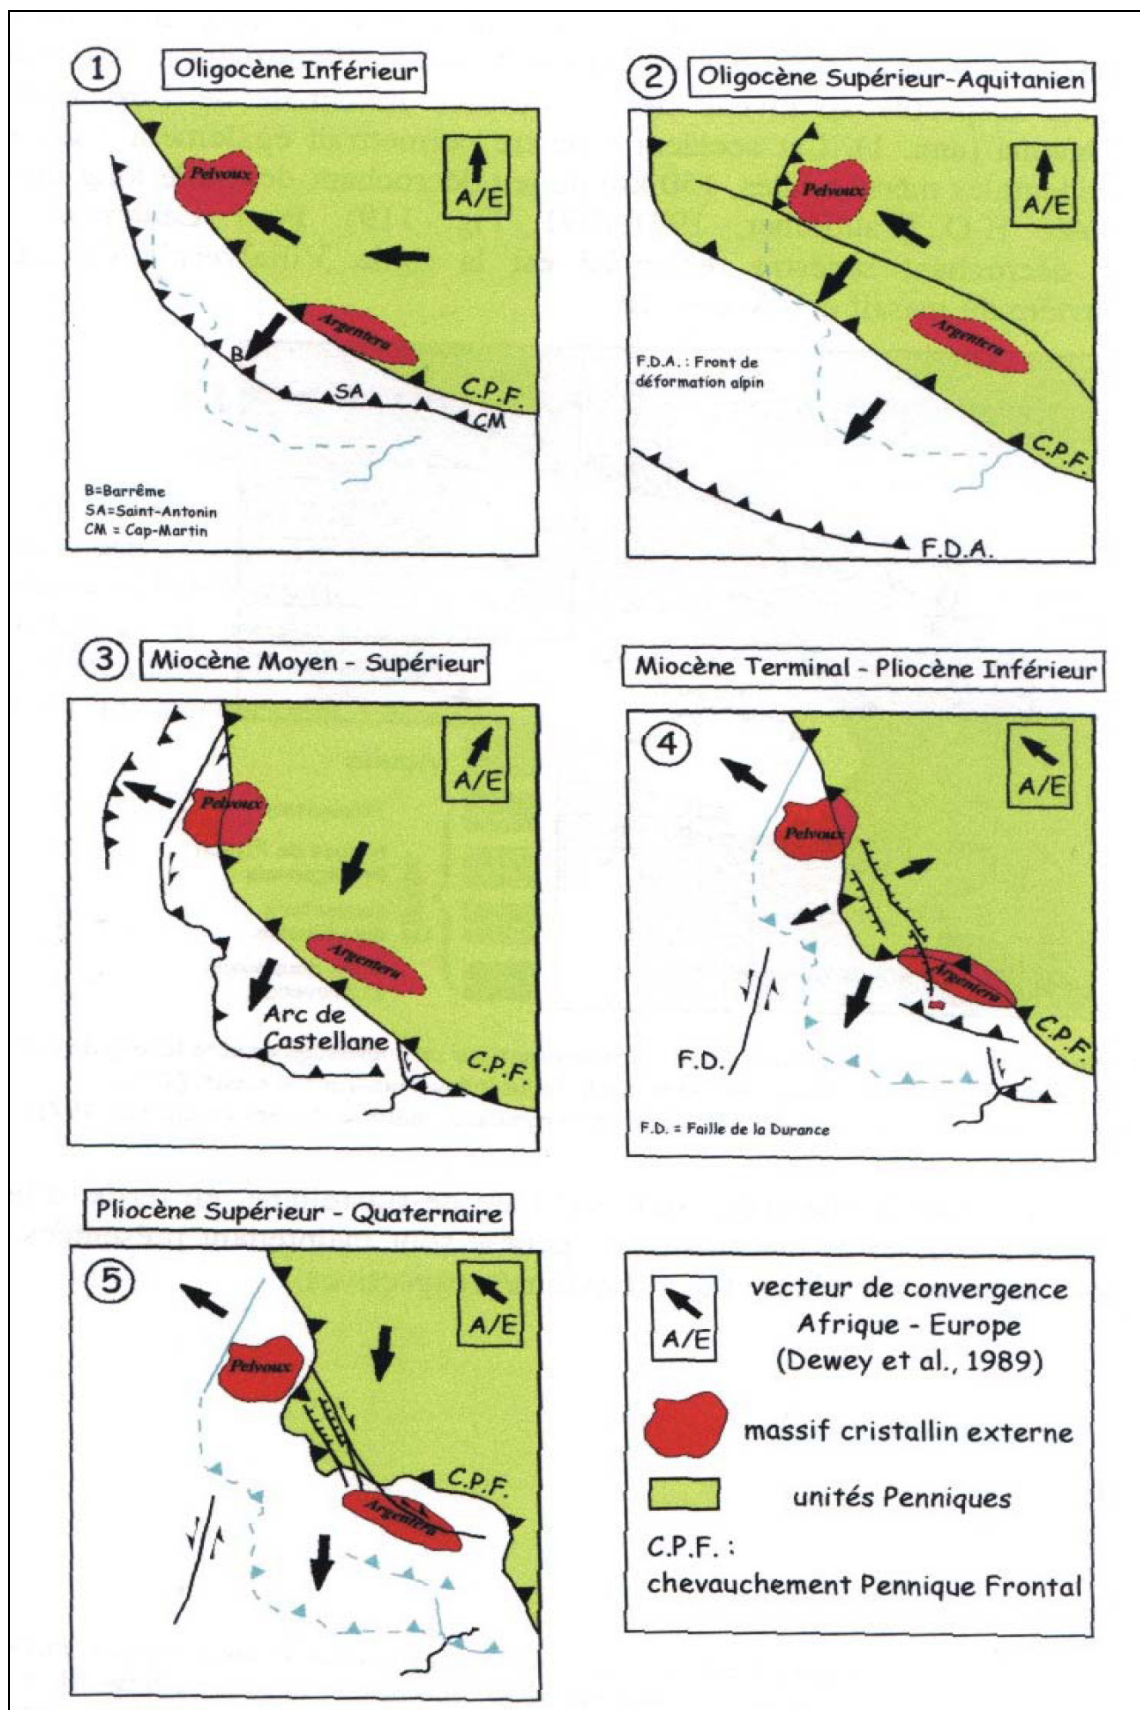 1
Oligocène Inférieur
Pelvoux
A/E
Argentera
B
SA
C.P.F.
CM
B=Barrême
SA=Saint-Antonin
CM = Cap-Martin
2
Oligocène Supérieur-Aquitanien
Pelvoux
A/E
Argentera
F.D.A. : Front de
déformation alpin
C.P.F.
F.D.A.
3
Miocène Moyen - Supérieur
A/E
Pelvoux
Argentera
Arc de
Castellane
C.P.F.
Miocène Terminal - Pliocène Inférieur
4
A/E
Pelvoux
Argentera
C.P.F.
F.D.
F.D. = Faille de la Durance
Pliocène Supérieur - Quaternaire
5
A/E
Pelvoux
C.P.F.
Argentera
vecteur de convergence
Afrique - Europe
(Dewey et al., 1989)
A/E
massif cristallin externe
unités Penniques
C.P.F. :
chevauchement Pennique Frontal